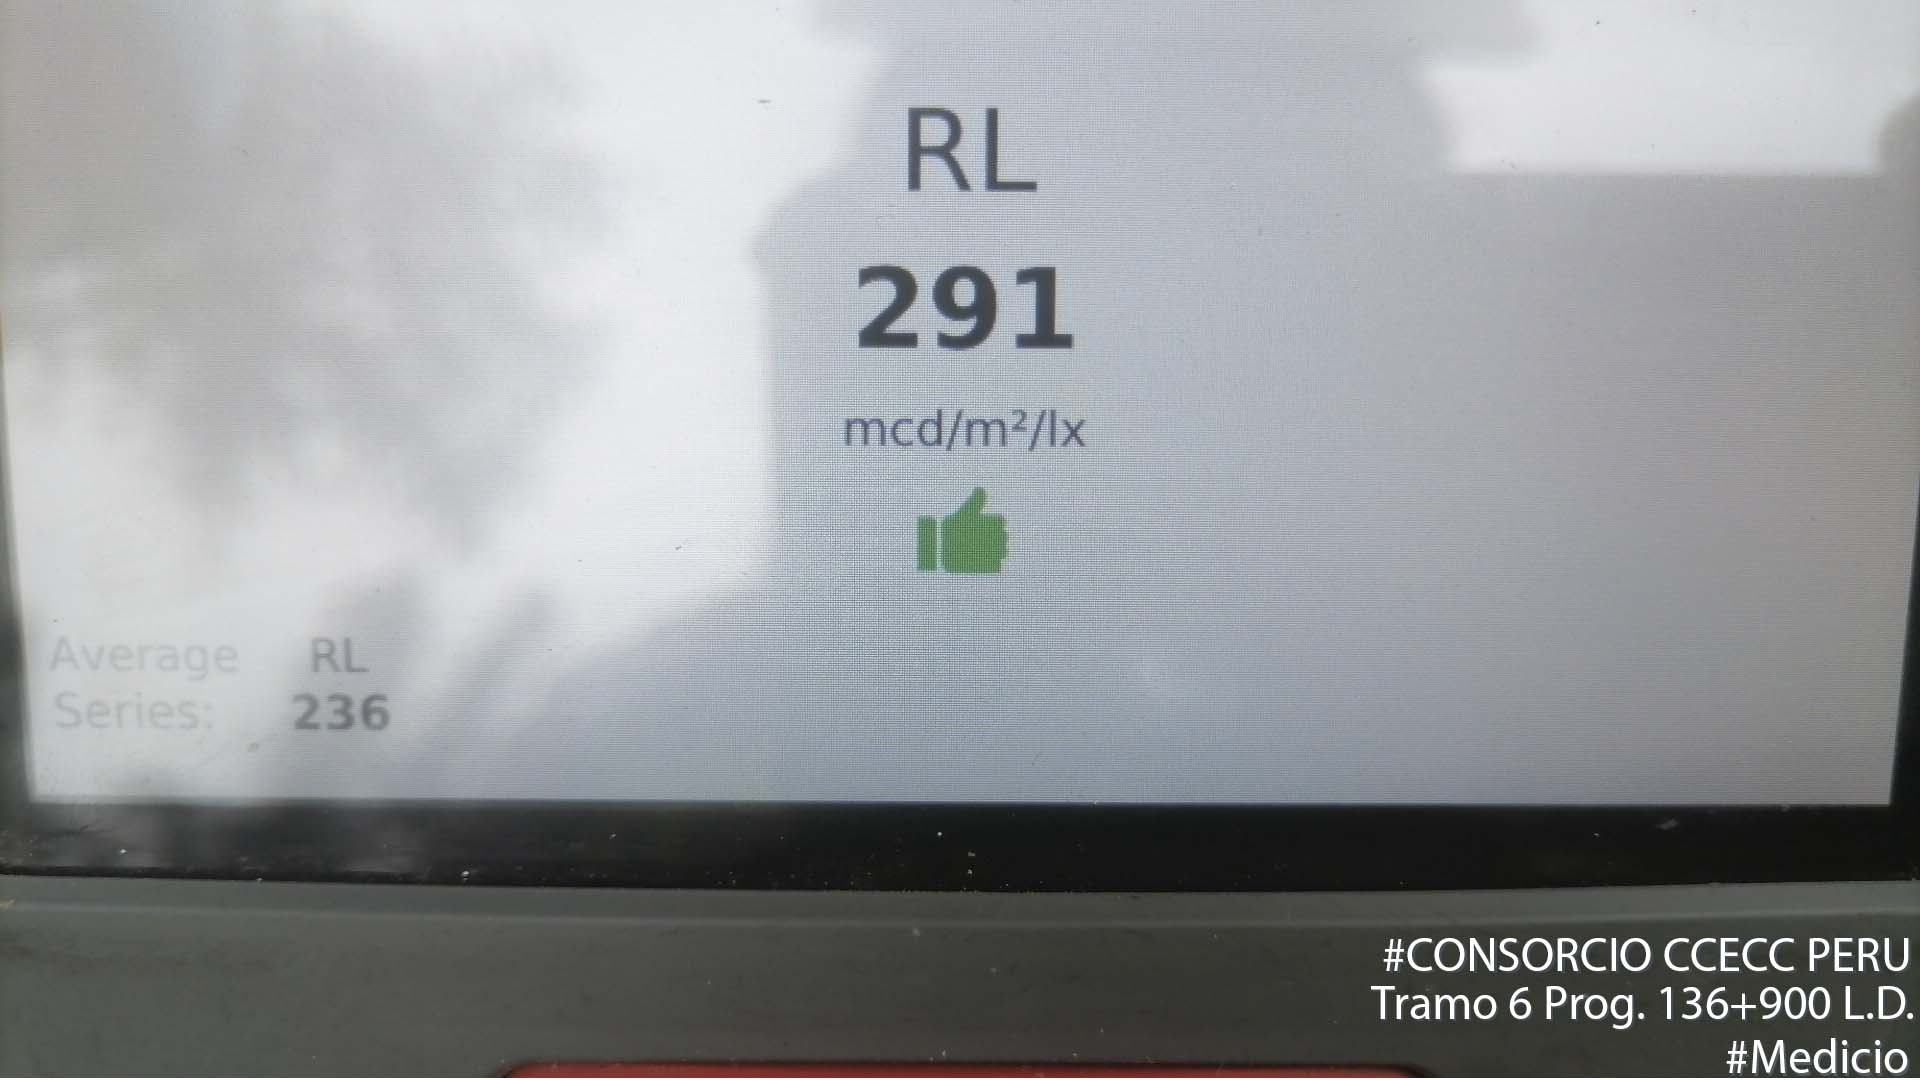 RL
291
mcd/m²/lx
Average RL
Series: 236
#CONSORCIO CCECC PERU
Tramo 6 Prog. 136+900 L.D.
#Medicio